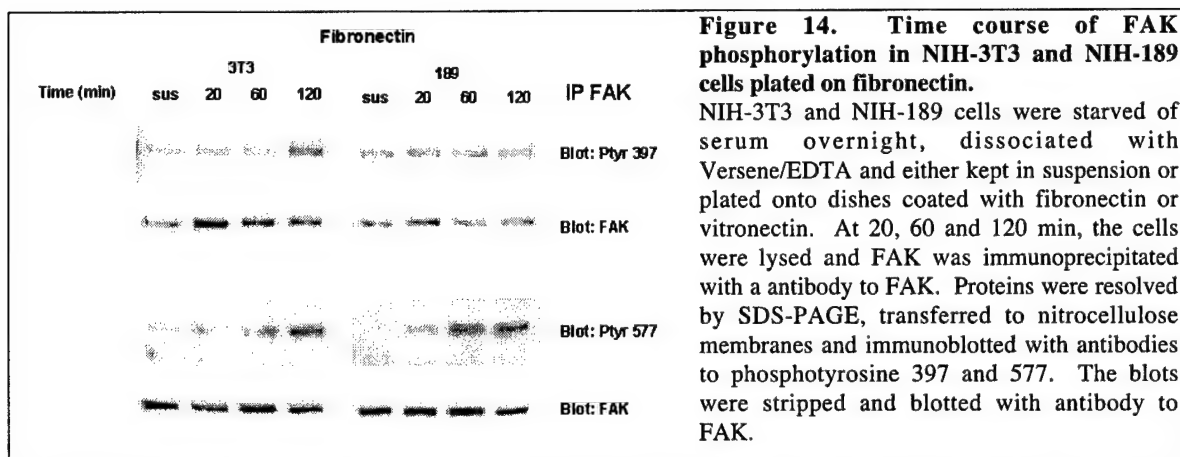 Fibronectin
3T3 189
Time (min) sus 20 60 120 sus 20 60 120 IP FAK
Blot: Ptyr 397
Blot: FAK
Blot: Ptyr 577
Blot: FAK
Figure 14. Time course of FAK
phosphorylation in NIH-3T3 and NIH-189
cells plated on fibronectin.
NIH-3T3 and NIH-189 cells were starved of
serum overnight, dissociated with
Versene/EDTA and either kept in suspension or
plated onto dishes coated with fibronectin or
vitronectin. At 20, 60 and 120 min, the cells
were lysed and FAK was immunoprecipitated
with a antibody to FAK. Proteins were resolved
by SDS-PAGE, transferred to nitrocellulose
membranes and immunoblotted with antibodies
to phosphotyrosine 397 and 577. The blots
were stripped and blotted with antibody to
FAK.